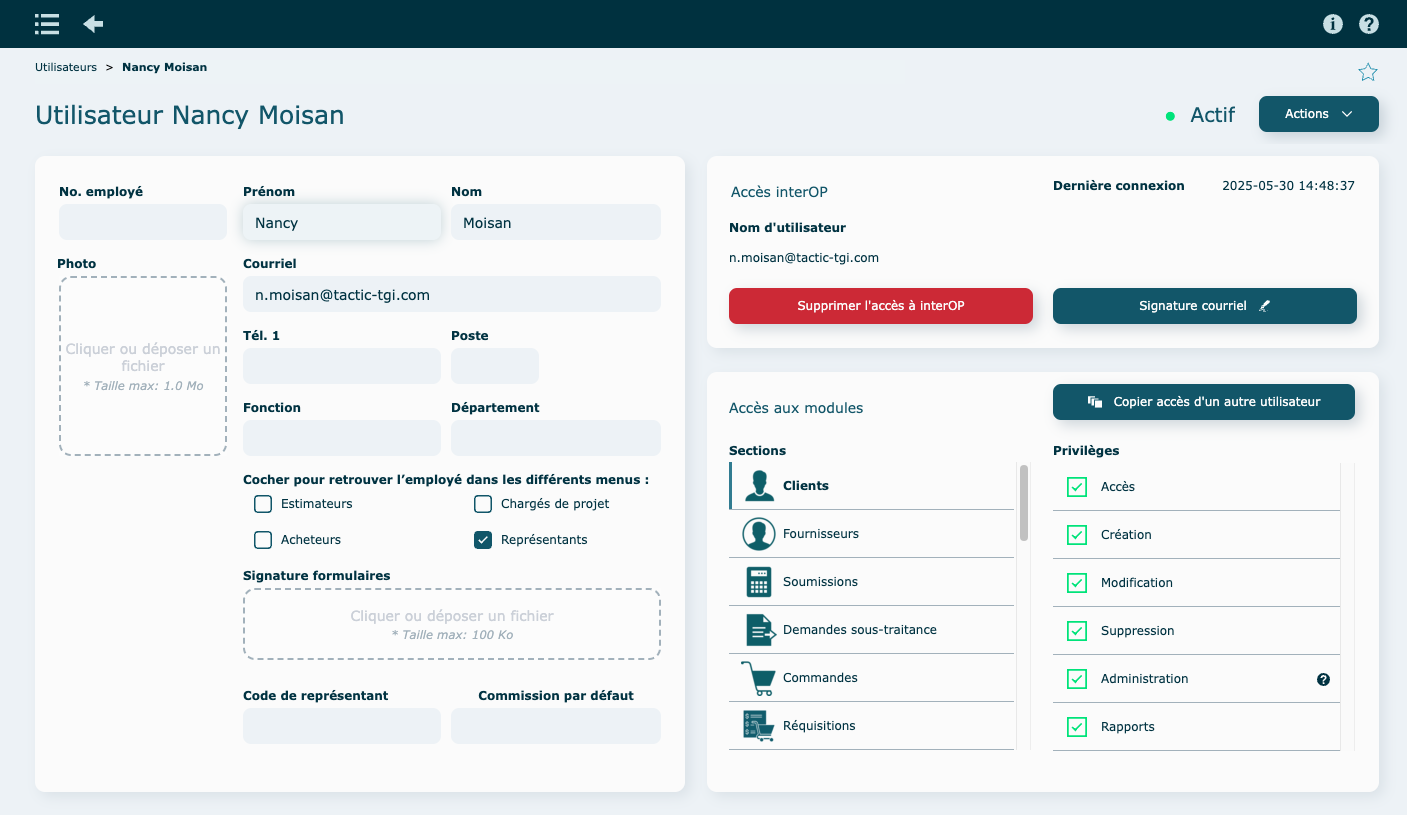 Utilisateurs > Nancy Moisan
Utilisateur Nancy Moisan
Actif
Actions
No. employé
Prénom
Nom
Nancy
Moisan
Photo
Courriel
n.moisan@tactic-tgi.com
Cliquer ou déposer un
fichier
* Taille max: 1.0 Mo
Tél. 1
Poste
Fonction
Département
Cocher pour retrouver l’employé dans les différents menus :
Estimateurs
Chargés de projet
Acheteurs
Représentants
Signature formulaires
Cliquer ou déposer un fichier
* Taille max: 100 Ko
Code de représentant
Commission par défaut
Accès interOP
Dernière connexion
2025-05-30 14:48:37
Nom d'utilisateur
n.moisan@tactic-tgi.com
Supprimer l'accès à interOP
Signature courriel
Accès aux modules
Copier accès d'un autre utilisateur
Sections
Clients
Fournisseurs
Soumissions
Demandes sous-traitance
Commandes
Réquisitions
Privilèges
Accès
Création
Modification
Suppression
Administration
Rapports